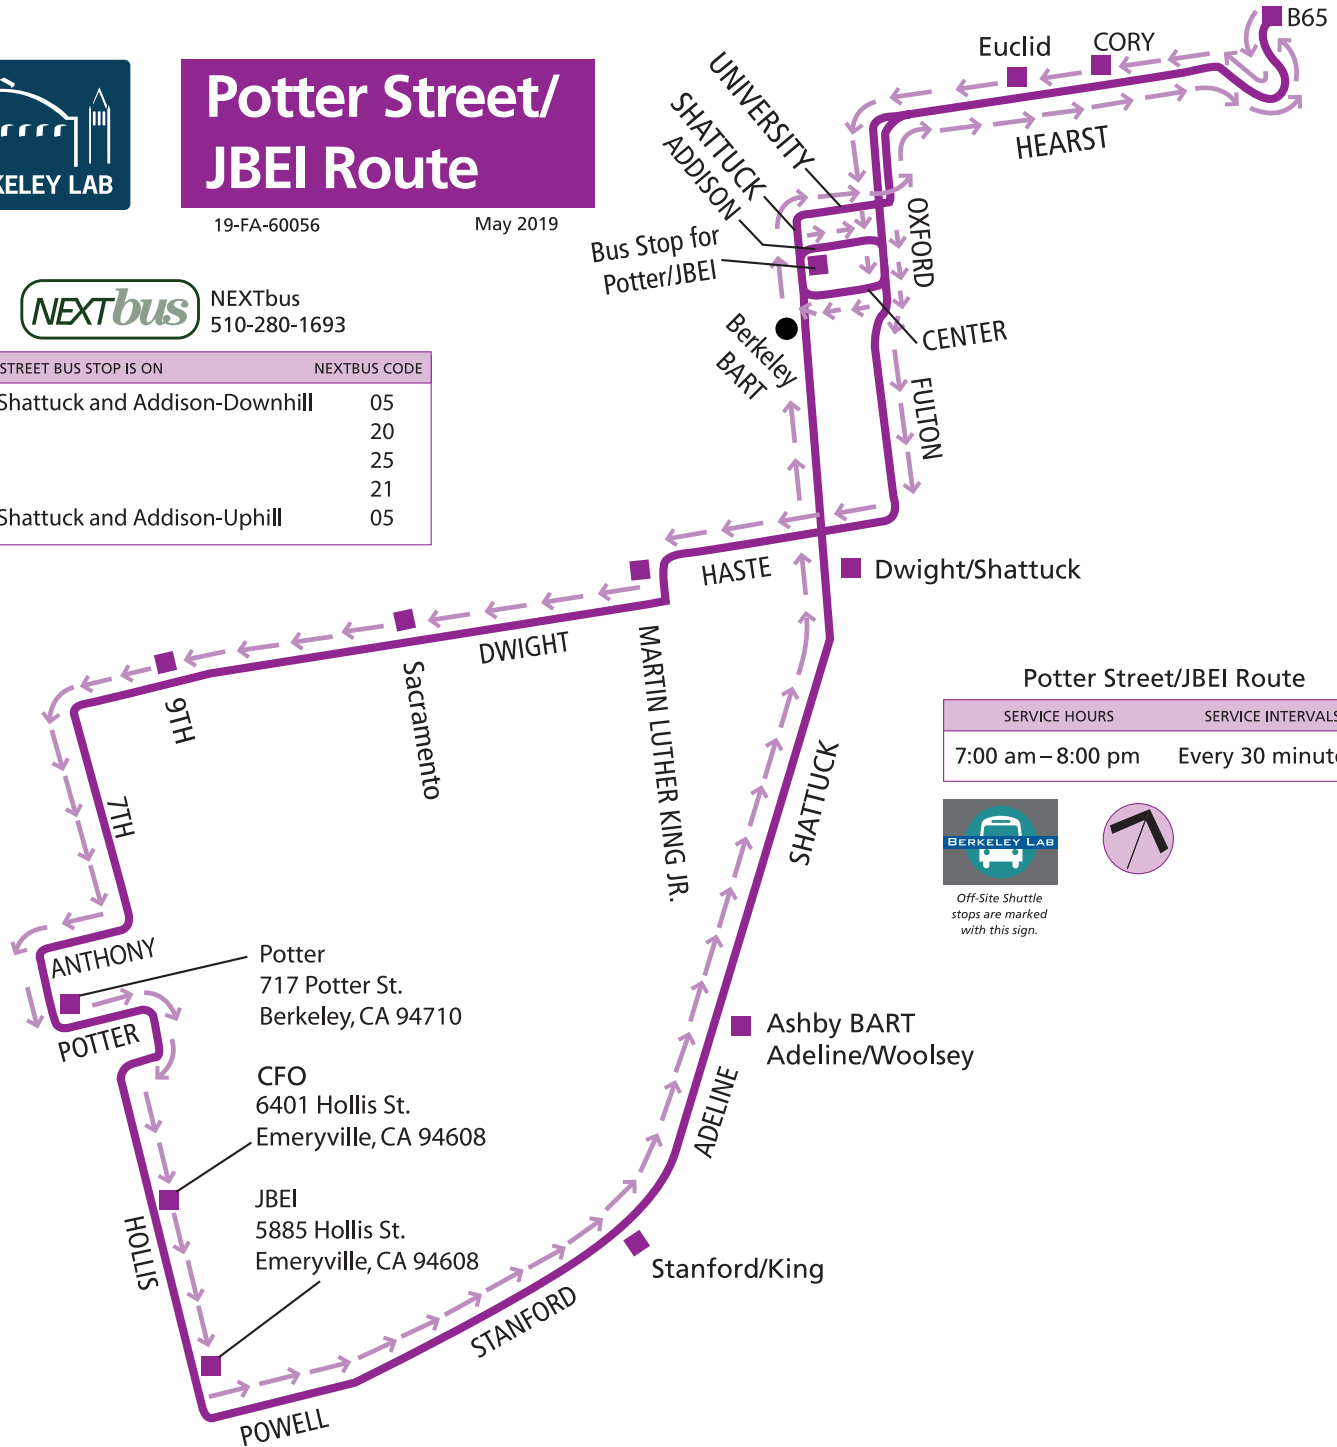 B65
Euclid
CORY
HEARST
UNIVERSITY
SHATTUCK
ADDISON
OXFORD
Potter Street/
JBEI Route
KELEY LAB
19-FA-60056
May 2019
Bus Stop for
Potter/JBEI
NEXTbus
NEXTbus
510-280-1693
CENTER
Berkeley
BART
FULTON
STREET BUS STOP IS ON NEXTBUS CODE
Shattuck and Addison-Downhill 05
20
25
21
Shattuck and Addison-Uphill 05
HASTE
Dwight/Shattuck
DWIGHT
MARTIN LUTHER KING JR.
Sacramento
9TH
7TH
SHATTUCK
Potter Street/JBEI Route
SERVICE HOURS SERVICE INTERVALS
7:00 am – 8:00 pm Every 30 minute
BERKELEY LAB
Off-Site Shuttle
stops are marked
with this sign.
ANTHONY
POTTER
Potter
717 Potter St.
Berkeley, CA 94710
CFO
6401 Hollis St.
Emeryville, CA 94608
JBEI
5885 Hollis St.
Emeryville, CA 94608
HOLLIS
Ashby BART
Adeline/Woolsey
ADELINE
Stanford/King
STANFORD
POWELL